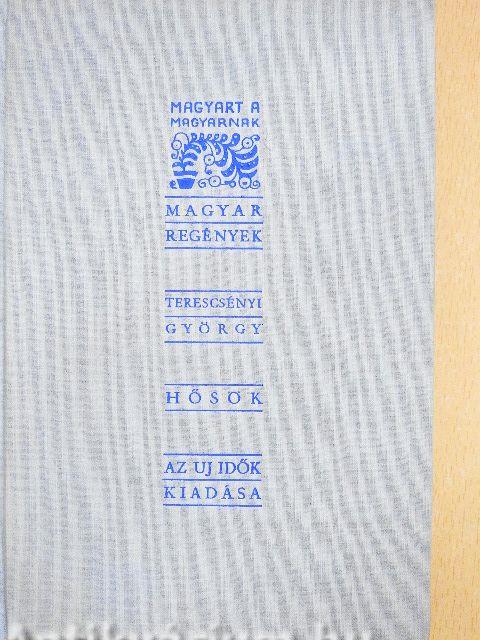 MAGYART A
MAGYARNAK
MAGYAR
REGÉNYEK
TERESCSÉNYI
GYÖRGY
HŐSÖK
AZ UJ IDŐK
KIADÁSA